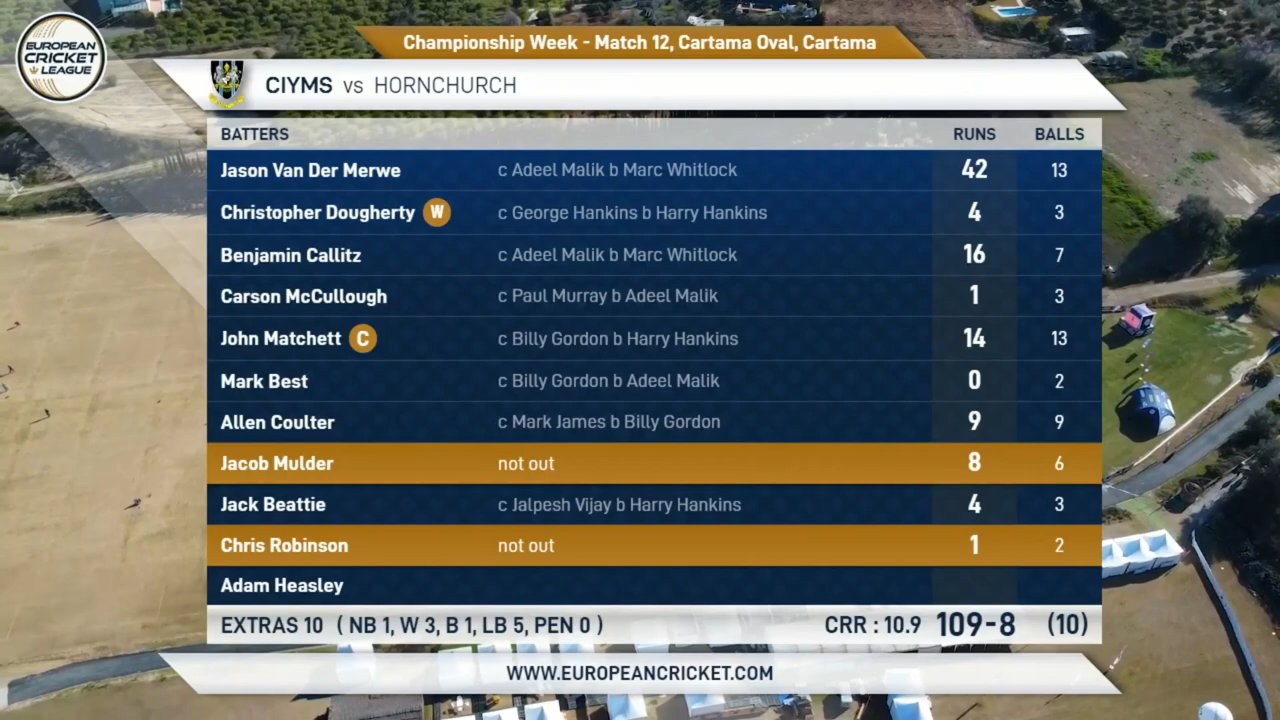 EUROPEAN
CRICKET
LEAGUE
Championship Week - Match 12, Cartama Oval, Cartama
CIYMS vs HORNCHURCH
BATTERS RUNS BALLS
Jason Van Der Merwe c Adeel Malik b Marc Whitlock 42 13
Christopher Dougherty W c George Hankins b Harry Hankins 4 3
Benjamin Callitz c Adeel Malik b Marc Whitlock 16 7
Carson McCullough c Paul Murray b Adeel Malik 1 3
John Matchett C c Billy Gordon b Harry Hankins 14 13
Mark Best c Billy Gordon b Adeel Malik 0 2
Allen Coulter c Mark James b Billy Gordon 9 9
Jacob Mulder not out 8 6
Jack Beattie c Jalpesh Vijay b Harry Hankins 4 3
Chris Robinson not out 1 2
Adam Heasley
EXTRAS 10 ( NB 1, W 3, B 1, LB 5, PEN 0 ) CRR : 10.9 109-8 (10)
WWW.EUROPEANCRICKET.COM